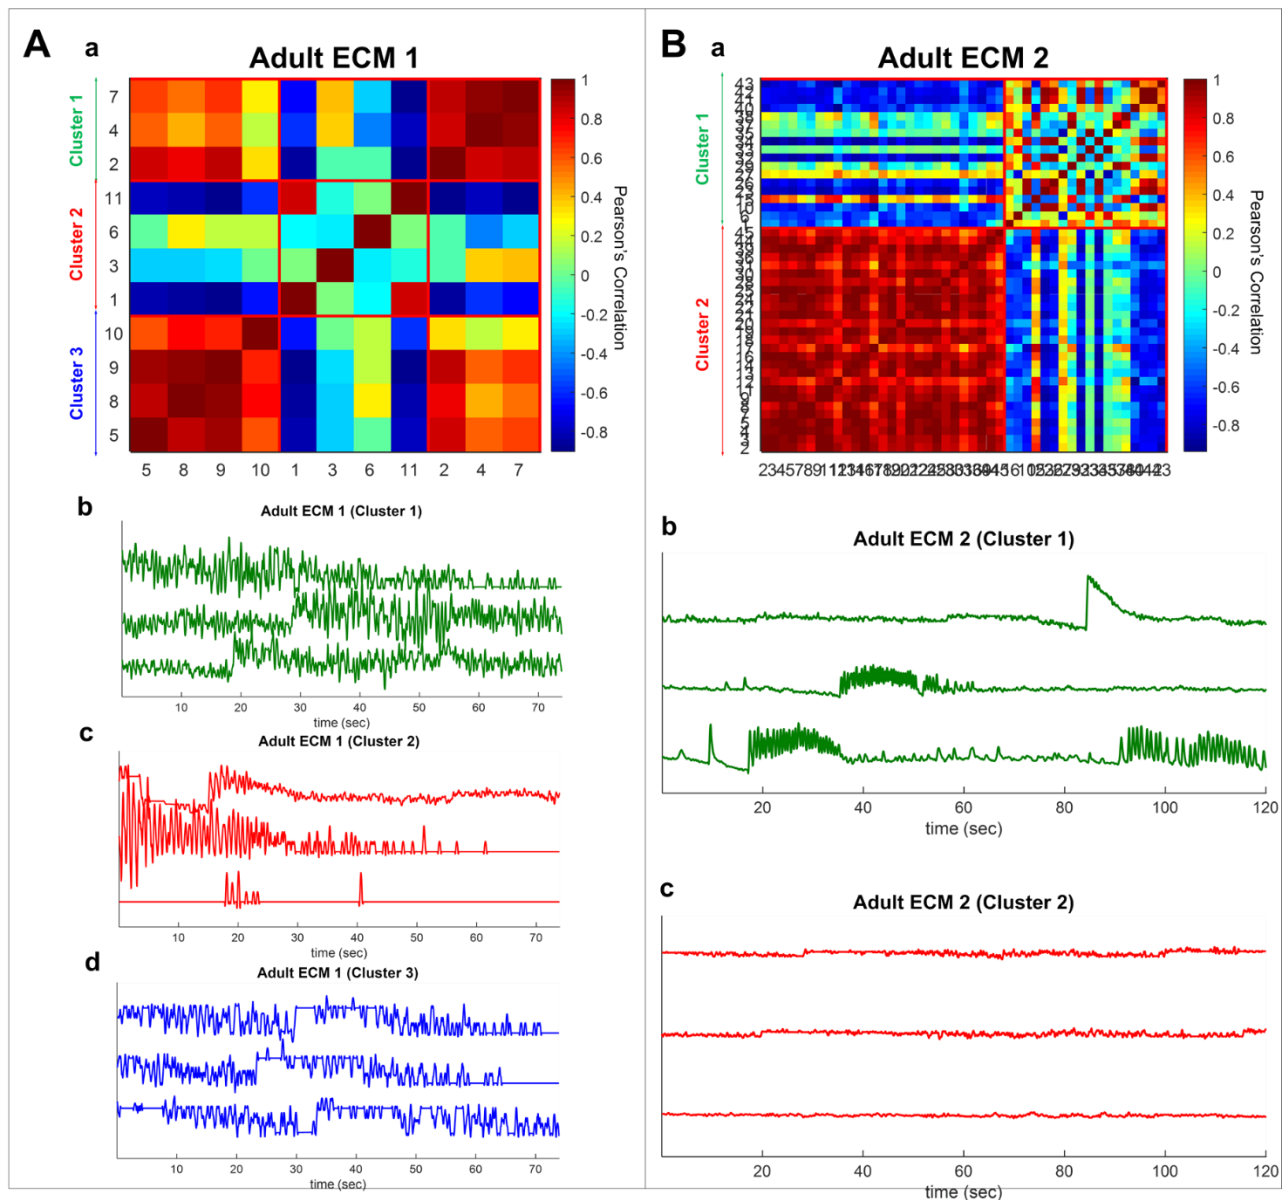 A
a
Adult ECM 1
Cluster 1
Cluster 2
Cluster 3
7
4
2
11
6
3
1
10
9
8
5
5 8 9 10 1 3 6 11 2 4 7
1
0.8
0.6
0.4
0.2
0
-0.2
-0.4
-0.6
-0.8
Pearson's Correlation
b
Adult ECM 1 (Cluster 1)
10 20 30 40 50 60 70
time (sec)
c
Adult ECM 1 (Cluster 2)
10 20 30 40 50 60 70
time (sec)
d
Adult ECM 1 (Cluster 3)
10 20 30 40 50 60 70
time (sec)
B
a
Adult ECM 2
Cluster 1
Cluster 2
43
1
0.8
0.6
0.4
0.2
0
-0.2
-0.4
-0.6
-0.8
Pearson's Correlation
b
Adult ECM 2 (Cluster 1)
20 40 60 80 100 120
time (sec)
c
Adult ECM 2 (Cluster 2)
20 40 60 80 100 120
time (sec)